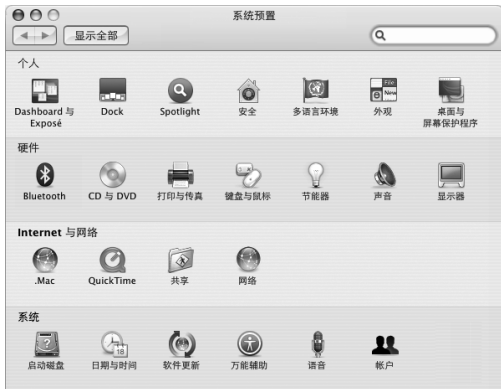 系统预置
显示全部
个人
Dashboard 与 Exposé
Dock
Spotlight
安全
多语言环境
外观
桌面与 屏幕保护程序
File
New
硬件
Bluetooth
CD 与 DVD
打印与传真
键盘与鼠标
节能器
声音
显示器
Internet 与网络
.Mac
QuickTime
共享
网络
系统
启动磁盘
日期与时间
软件更新
万能辅助
语音
帐户
18